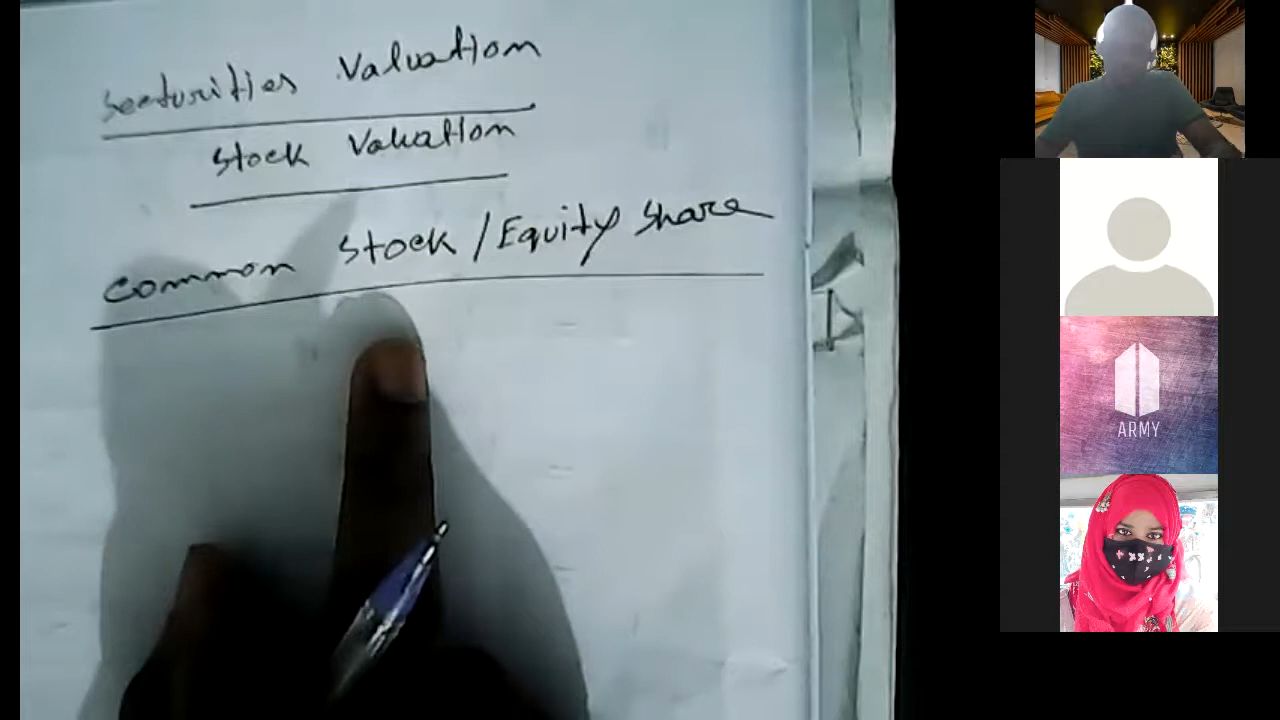 Securities Valuation
Stock Valuation
Common Stock / Equity Share
ARMY